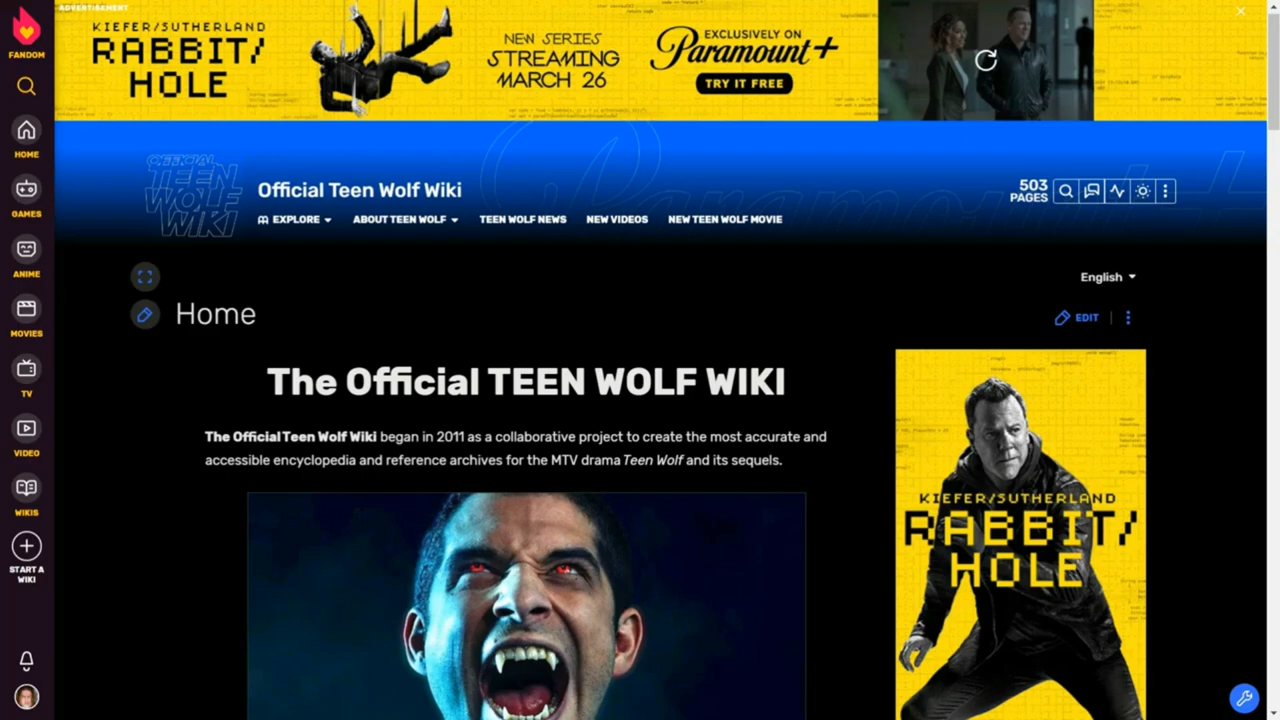 ADVERTISEMENT
KIEFER/SUTHERLAND
RABBIT/
HOLE
NEW SERIES
STREAMING
MARCH 26
EXCLUSIVELY ON
Paramount+
TRY IT FREE
FANDOM
HOME
GAMES
ANIME
MOVIES
TV
VIDEO
WIKIS
START A
WIKI
OFFICIAL
TEEN
WOLF
WIKI
Official Teen Wolf Wiki
503
PAGES
EXPLORE
ABOUT TEEN WOLF
TEEN WOLF NEWS
NEW VIDEOS
NEW TEEN WOLF MOVIE
English
Home
EDIT
The Official TEEN WOLF WIKI
The Official Teen Wolf Wiki began in 2011 as a collaborative project to create the most accurate and
accessible encyclopedia and reference archives for the MTV drama Teen Wolf and its sequels.
KIEFER/SUTHERLAND
RABBIT/
HOLE